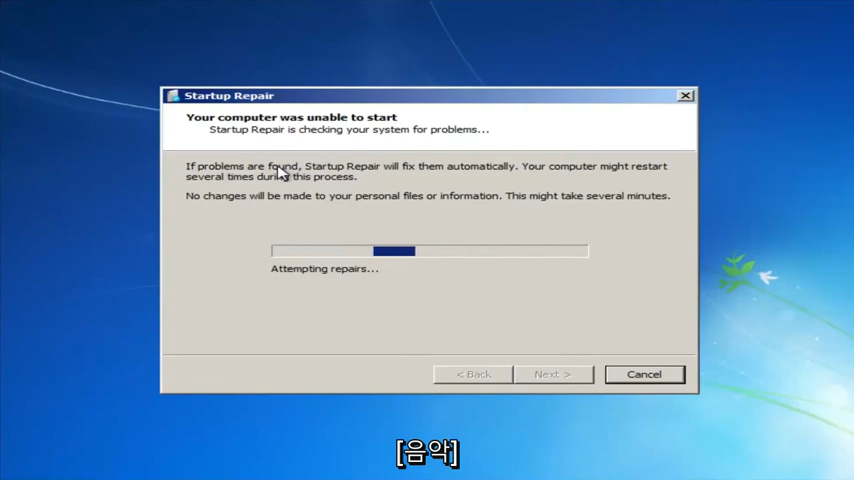 Startup Repair
Your computer was unable to start
Startup Repair is checking your system for problems...
If problems are found, Startup Repair will fix them automatically. Your computer might restart
several times during this process.
No changes will be made to your personal files or information. This might take several minutes.
Attempting repairs...
< Back
Next >
Cancel
[음악]